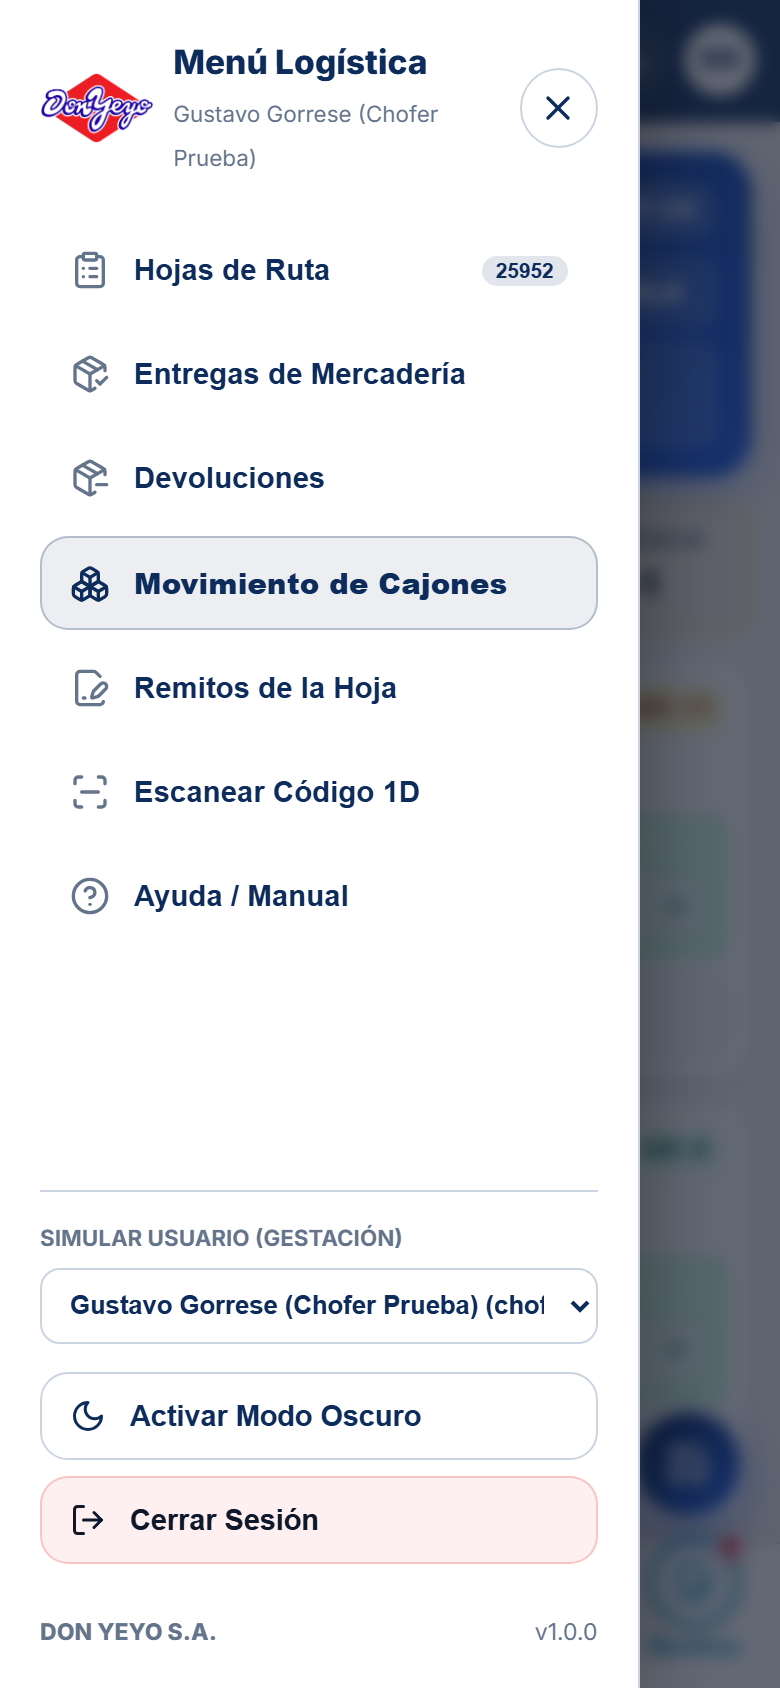 Menú Logística
DonYeyo
Gustavo Gorrese (Chofer
Prueba)
Hojas de Ruta
25952
Entregas de Mercadería
Devoluciones
Movimiento de Cajones
Remitos de la Hoja
Escanear Código 1D
Ayuda / Manual
SIMULAR USUARIO (GESTACIÓN)
Gustavo Gorrese (Chofer Prueba) (chof
Activar Modo Oscuro
Cerrar Sesión
DON YEYO S.A.
v1.0.0